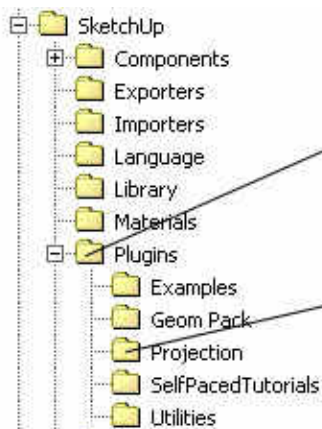 SketchUp
Components
Exporters
Importers
Language
Library
Materials
Plugins
Examples
Geom Pack
Projection
SelfPacedTutorials
Utilities